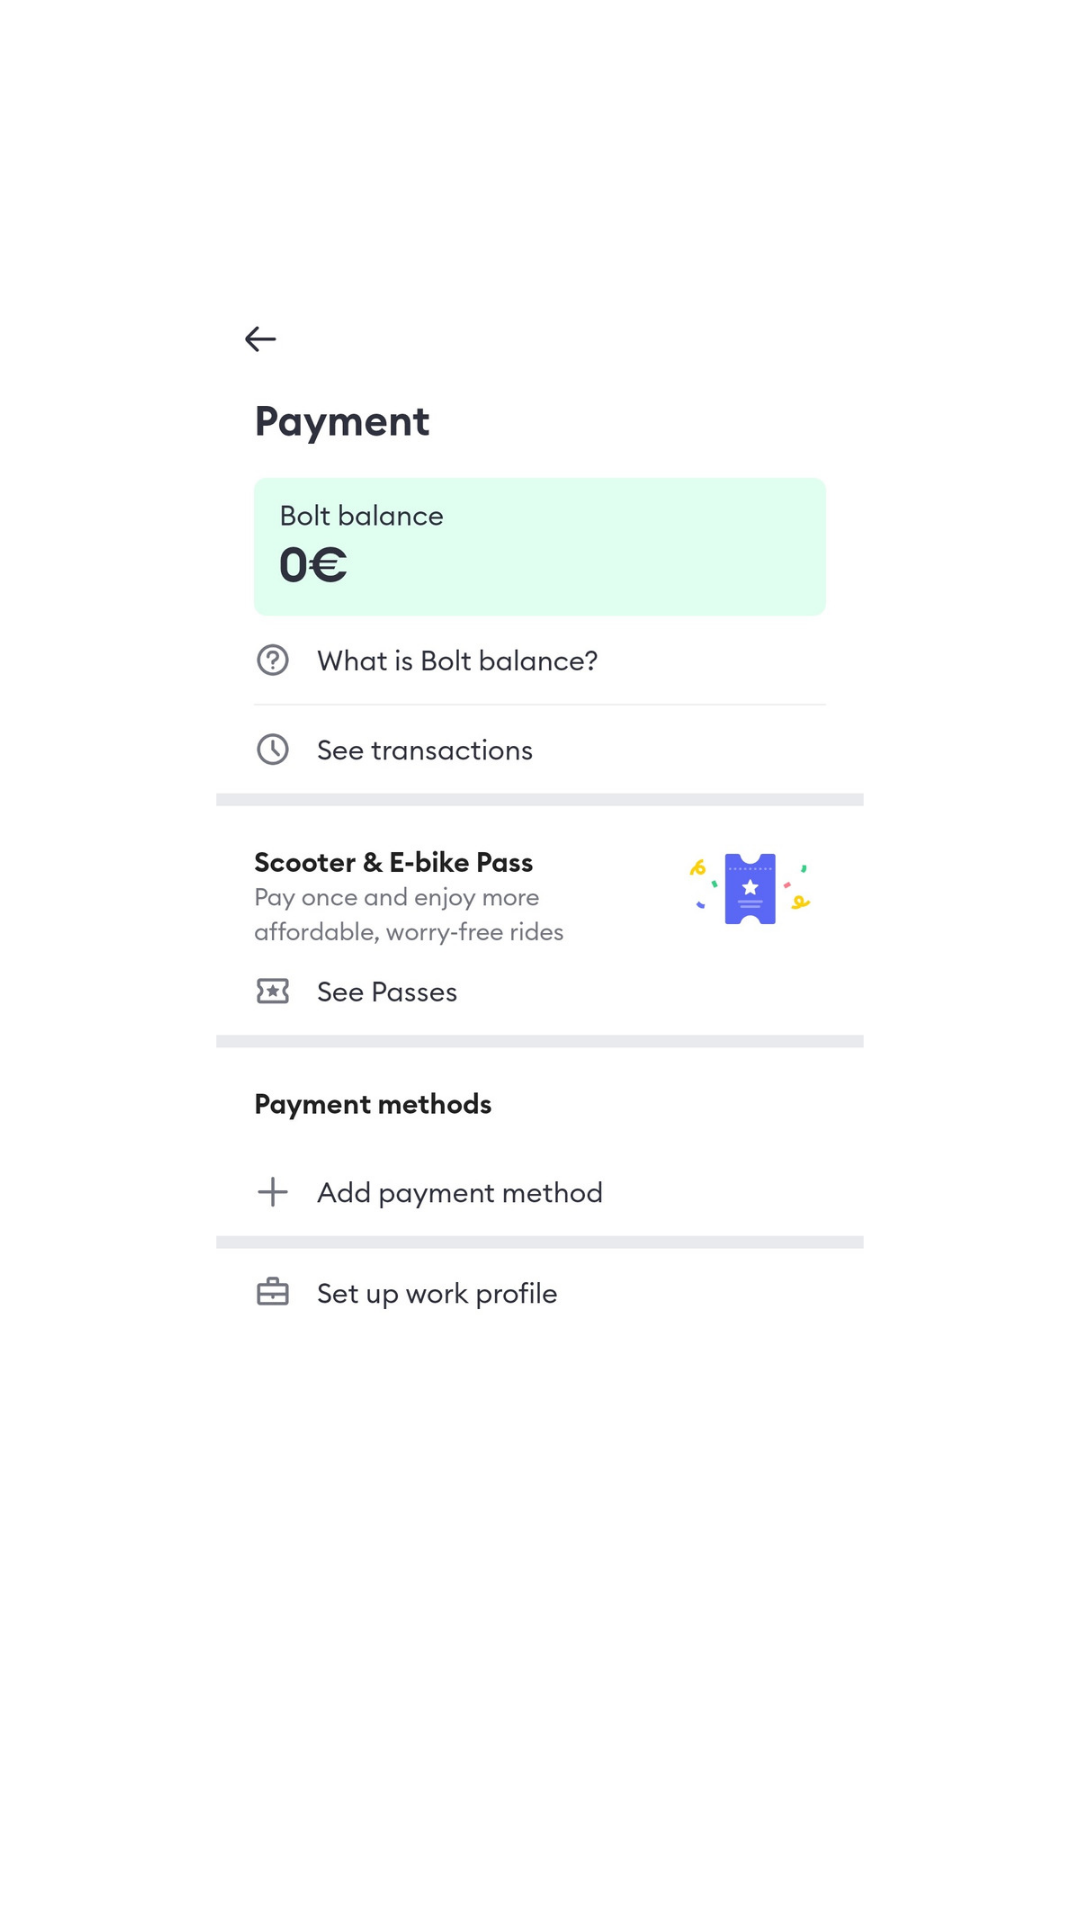 Payment
Bolt balance
0€
What is Bolt balance?
See transactions
Scooter & E-bike Pass
Pay once and enjoy more
affordable, worry-free rides
See Passes
Payment methods
Add payment method
Set up work profile